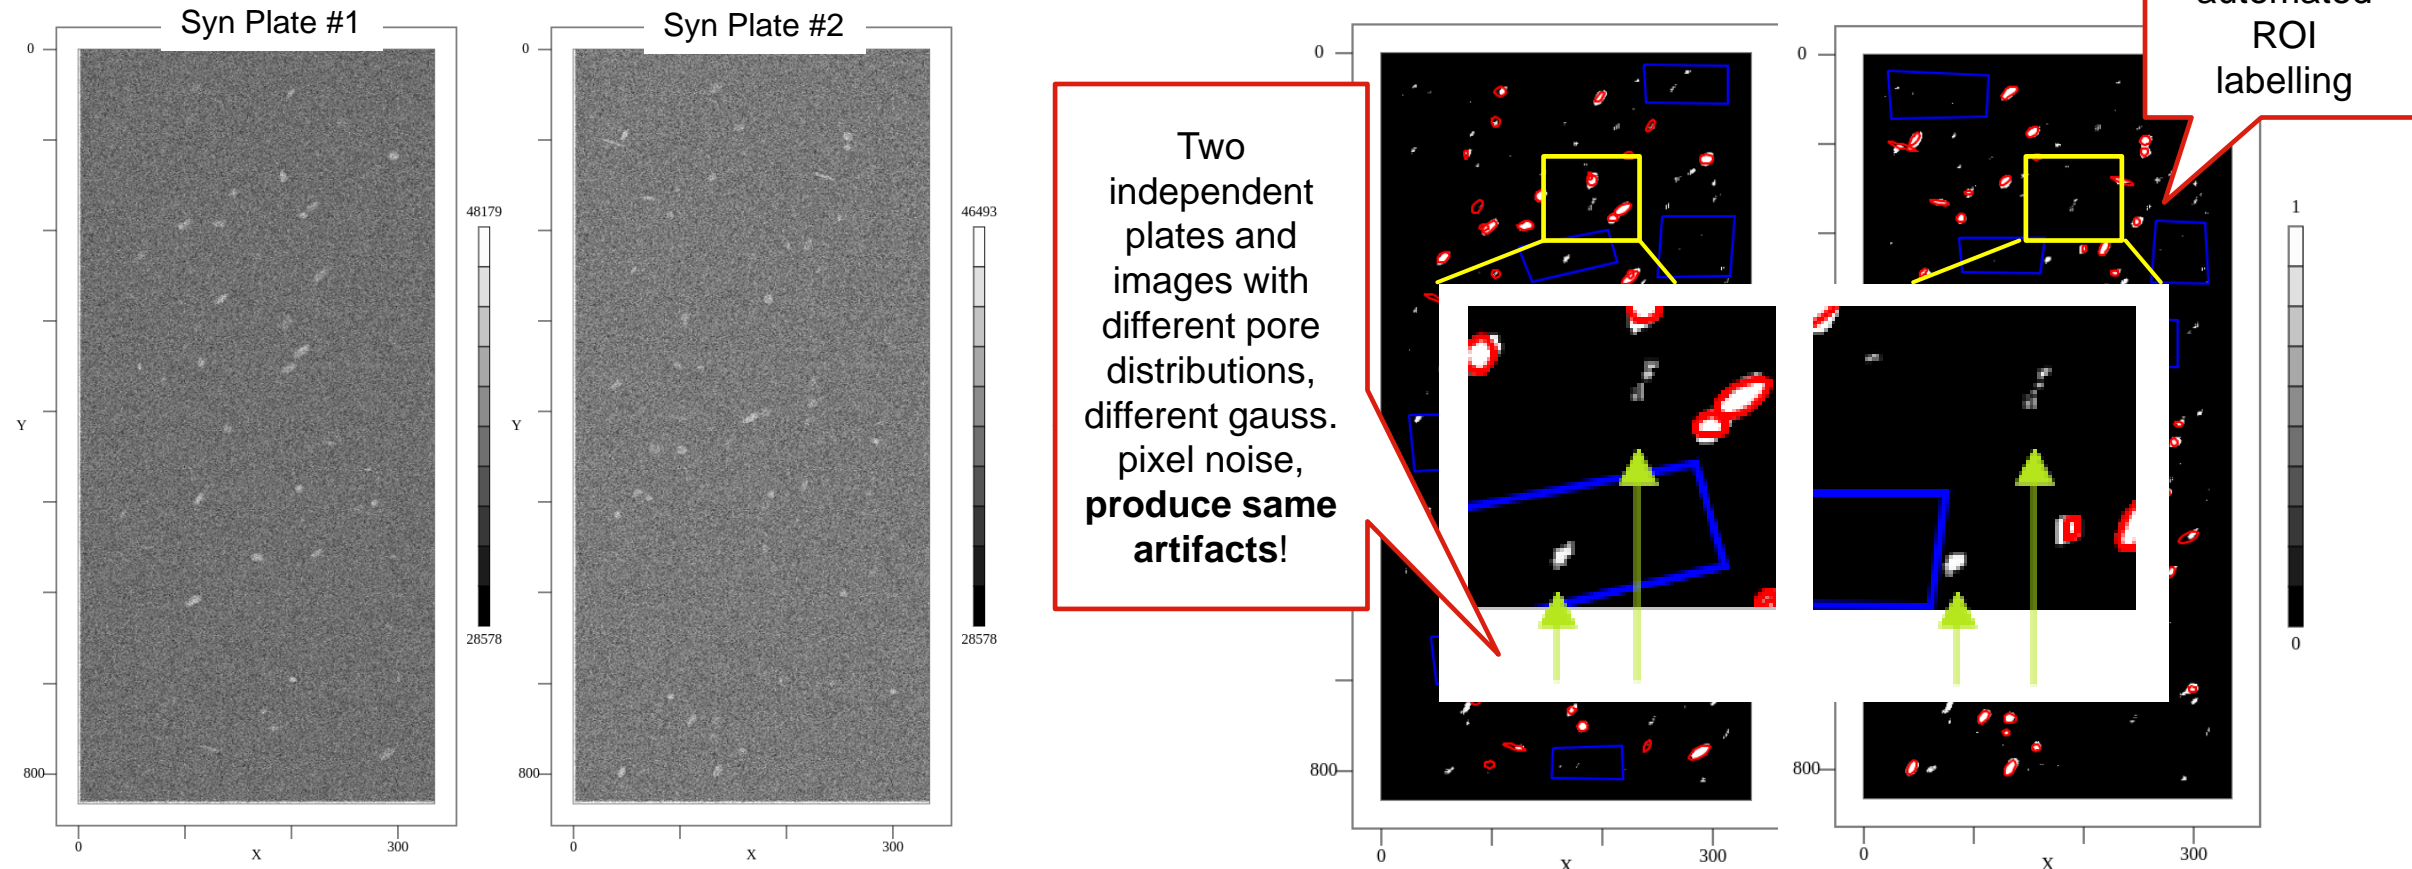 Syn Plate #1
Syn Plate #2
0
0
Y
Y
800
800
0
300
X
0
300
X
48179
28578
46493
28578
Two
independent
plates and
images with
different pore
distributions,
different gauss.
pixel noise,
produce same
artifacts!
0
800
0
300
X
0
800
0
300
X
automated
ROI
labelling
1
0